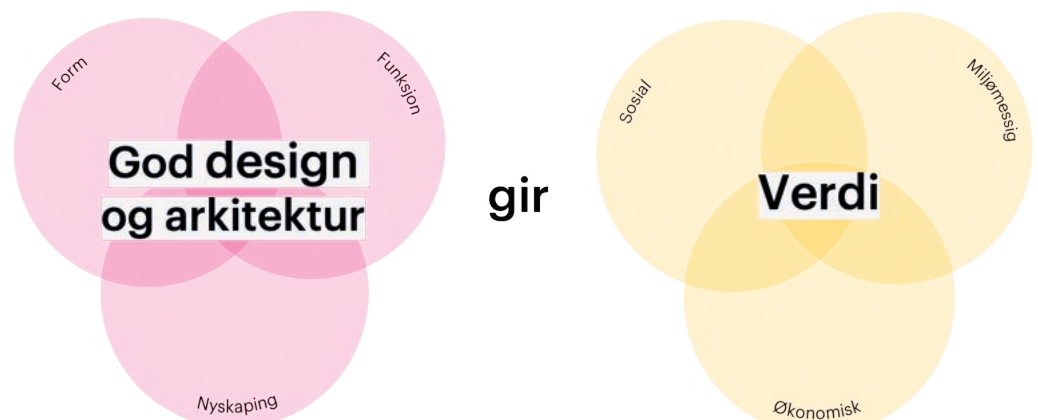 Form
Funksjon
God design
og arkitektur
Nyskaping
gir
Sosial
Miljømessig
Verdi
Økonomisk